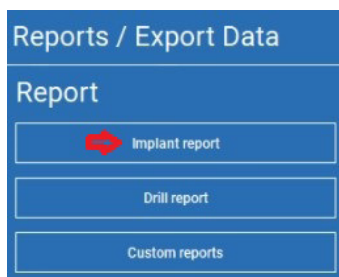 Reports / Export Data
Report
Implant report
Drill report
Custom reports